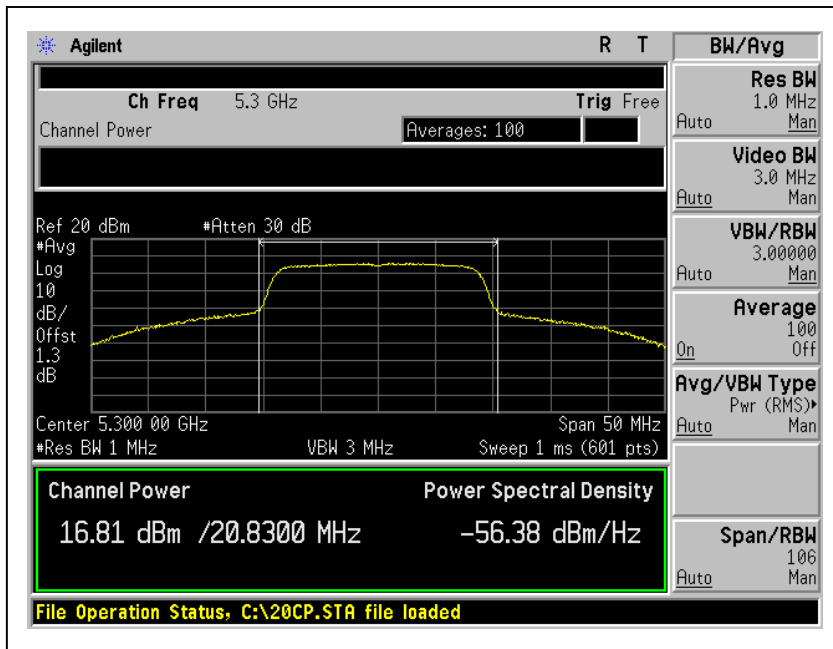 Agilent R T BW/Avg
Ch Freq 5.3 GHz Trig Free
Channel Power Averages: 100
Ref 20 dBm #Atten 30 dB
#Avg
Log
10
dB/
Offst
1.3
dB
Center 5.300 00 GHz Span 50 MHz
#Res BW 1 MHz VBW 3 MHz Sweep 1 ms (601 pts)
Channel Power Power Spectral Density
16.81 dBm /20.8300 MHz -56.38 dBm/Hz
File Operation Status, C:\20CP.STA file loaded
Res BW
1.0 MHz
Auto Man
Video BW
3.0 MHz
Auto Man
VBW/RBW
3.00000
Auto Man
Average
100
On Off
Avg/VBW Type
Pwr (RMS)▸
Auto Man
Span/RBW
106
Auto Man